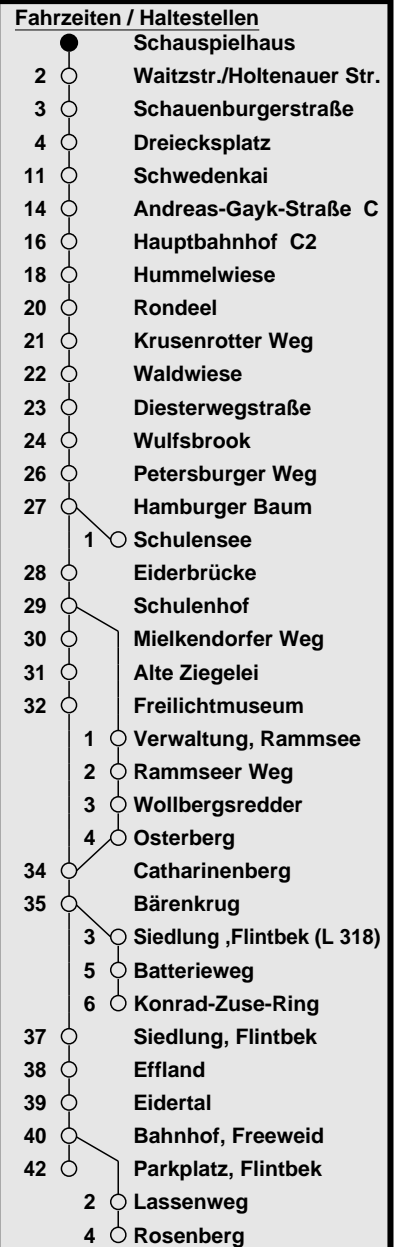 Fahrzeiten / Haltestellen
Schauspielhaus
2 Waitzstr./Holtenauer Str.
3 Schauenburgerstraße
4 Dreiecksplatz
11 Schwedenkai
14 Andreas-Gayk-Straße C
16 Hauptbahnhof C2
18 Hummelwiese
20 Rondeel
21 Krusenrotter Weg
22 Waldwiese
23 Diesterwegstraße
24 Wulfsbrook
26 Petersburger Weg
27 Hamburger Baum
1 Schulensee
28 Eiderbrücke
29 Schulenhof
30 Mielkendorfer Weg
31 Alte Ziegelei
32 Freilichtmuseum
1 Verwaltung, Rammsee
2 Rammseer Weg
3 Wollbergsredder
4 Osterberg
34 Catharinenberg
35 Bärenkrug
3 Siedlung ,Flintbek (L 318)
5 Batterieweg
6 Konrad-Zuse-Ring
37 Siedlung, Flintbek
38 Effland
39 Eidertal
40 Bahnhof, Freeweid
42 Parkplatz, Flintbek
2 Lassenweg
4 Rosenberg